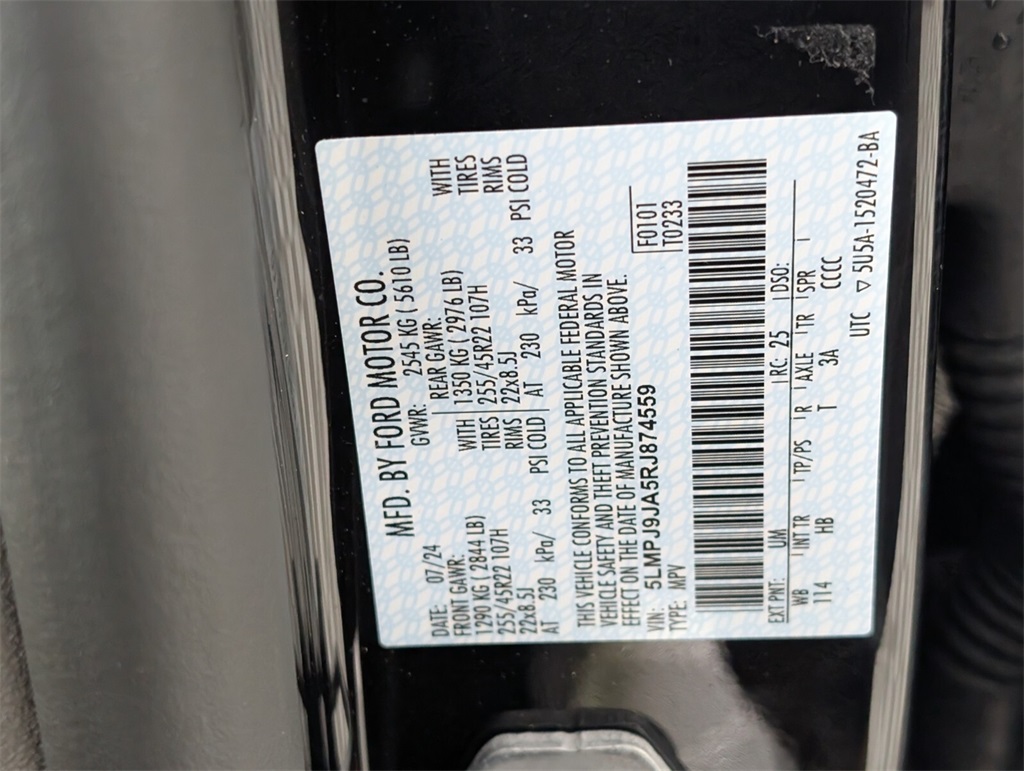 MFD. BY FORD MOTOR CO.
DATE: 07/24 GVWR: 2545 KG ( 5610 LB)
FRONT GAWR: REAR GAWR:
1290 KG ( 2844 LB) WITH 1350 KG ( 2976 LB) WITH
255/45R22 107H TIRES 255/45R22 107H TIRES
22x8.5J RIMS 22x8.5J RIMS
AT 230 kPa/ 33 PSI COLD AT 230 kPa/ 33 PSI COLD
THIS VEHICLE CONFORMS TO ALL APPLICABLE FEDERAL MOTOR
VEHICLE SAFETY AND THEFT PREVENTION STANDARDS IN
EFFECT ON THE DATE OF MANUFACTURE SHOWN ABOVE.
VIN: 5LMPJ9JA5RJ874559 F0101
TYPE: MPV T0233
EXT PNT: UM RC: 25 DSO:
WB INT TR TP/PS R AXLE TR SPR
114 HB T 3A CCCC
UTC ▽ 5U5A-1520472-BA